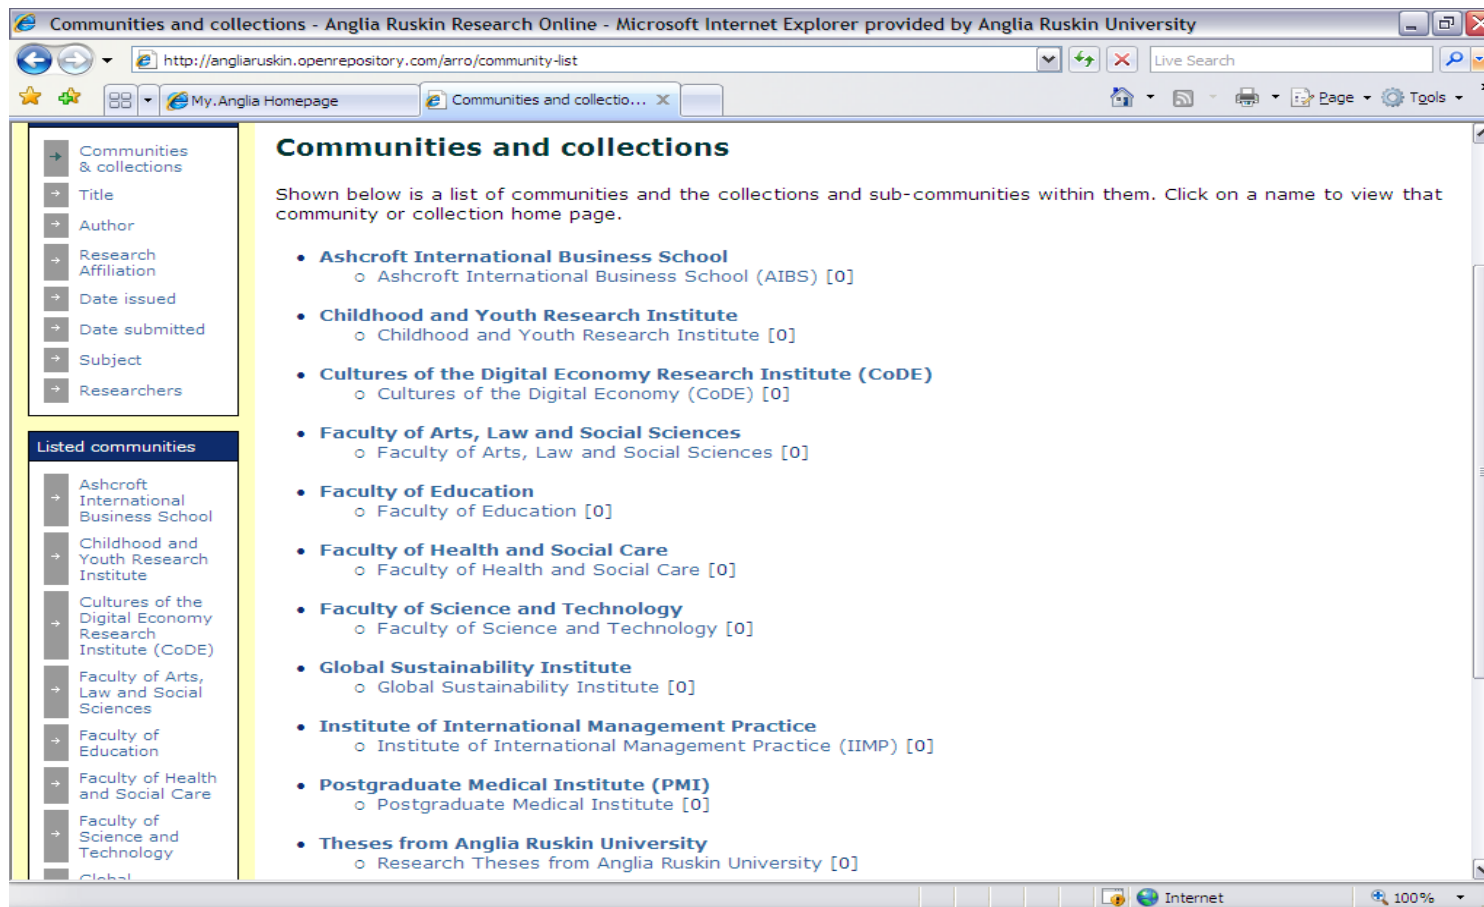 Communities and collections - Anglia Ruskin Research Online - Microsoft Internet Explorer provided by Anglia Ruskin University
http://angliaruskin.openrepository.com/arro/community-list
Live Search
My.Anglia Homepage
Communities and collectio...
Page
Tools
Communities
& collections
Title
Author
Research
Affiliation
Date issued
Date submitted
Subject
Researchers
Listed communities
Ashcroft
International
Business School
Childhood and
Youth Research
Institute
Cultures of the
Digital Economy
Research
Institute (CoDE)
Faculty of Arts,
Law and Social
Sciences
Faculty of
Education
Faculty of Health
and Social Care
Faculty of
Science and
Technology
Global
Communities and collections
Shown below is a list of communities and the collections and sub-communities within them. Click on a name to view that
community or collection home page.
Ashcroft International Business School
Ashcroft International Business School (AIBS) [0]
Childhood and Youth Research Institute
Childhood and Youth Research Institute [0]
Cultures of the Digital Economy Research Institute (CoDE)
Cultures of the Digital Economy (CoDE) [0]
Faculty of Arts, Law and Social Sciences
Faculty of Arts, Law and Social Sciences [0]
Faculty of Education
Faculty of Education [0]
Faculty of Health and Social Care
Faculty of Health and Social Care [0]
Faculty of Science and Technology
Faculty of Science and Technology [0]
Global Sustainability Institute
Global Sustainability Institute [0]
Institute of International Management Practice
Institute of International Management Practice (IIMP) [0]
Postgraduate Medical Institute (PMI)
Postgraduate Medical Institute [0]
Theses from Anglia Ruskin University
Research Theses from Anglia Ruskin University [0]
Internet
100%